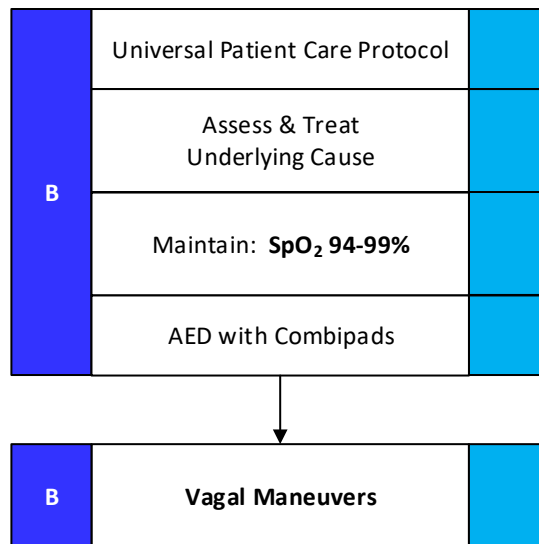 Universal Patient Care Protocol
Assess & Treat
Underlying Cause
B
Maintain: SpO₂ 94-99%
AED with Combipads
B
Vagal Maneuvers